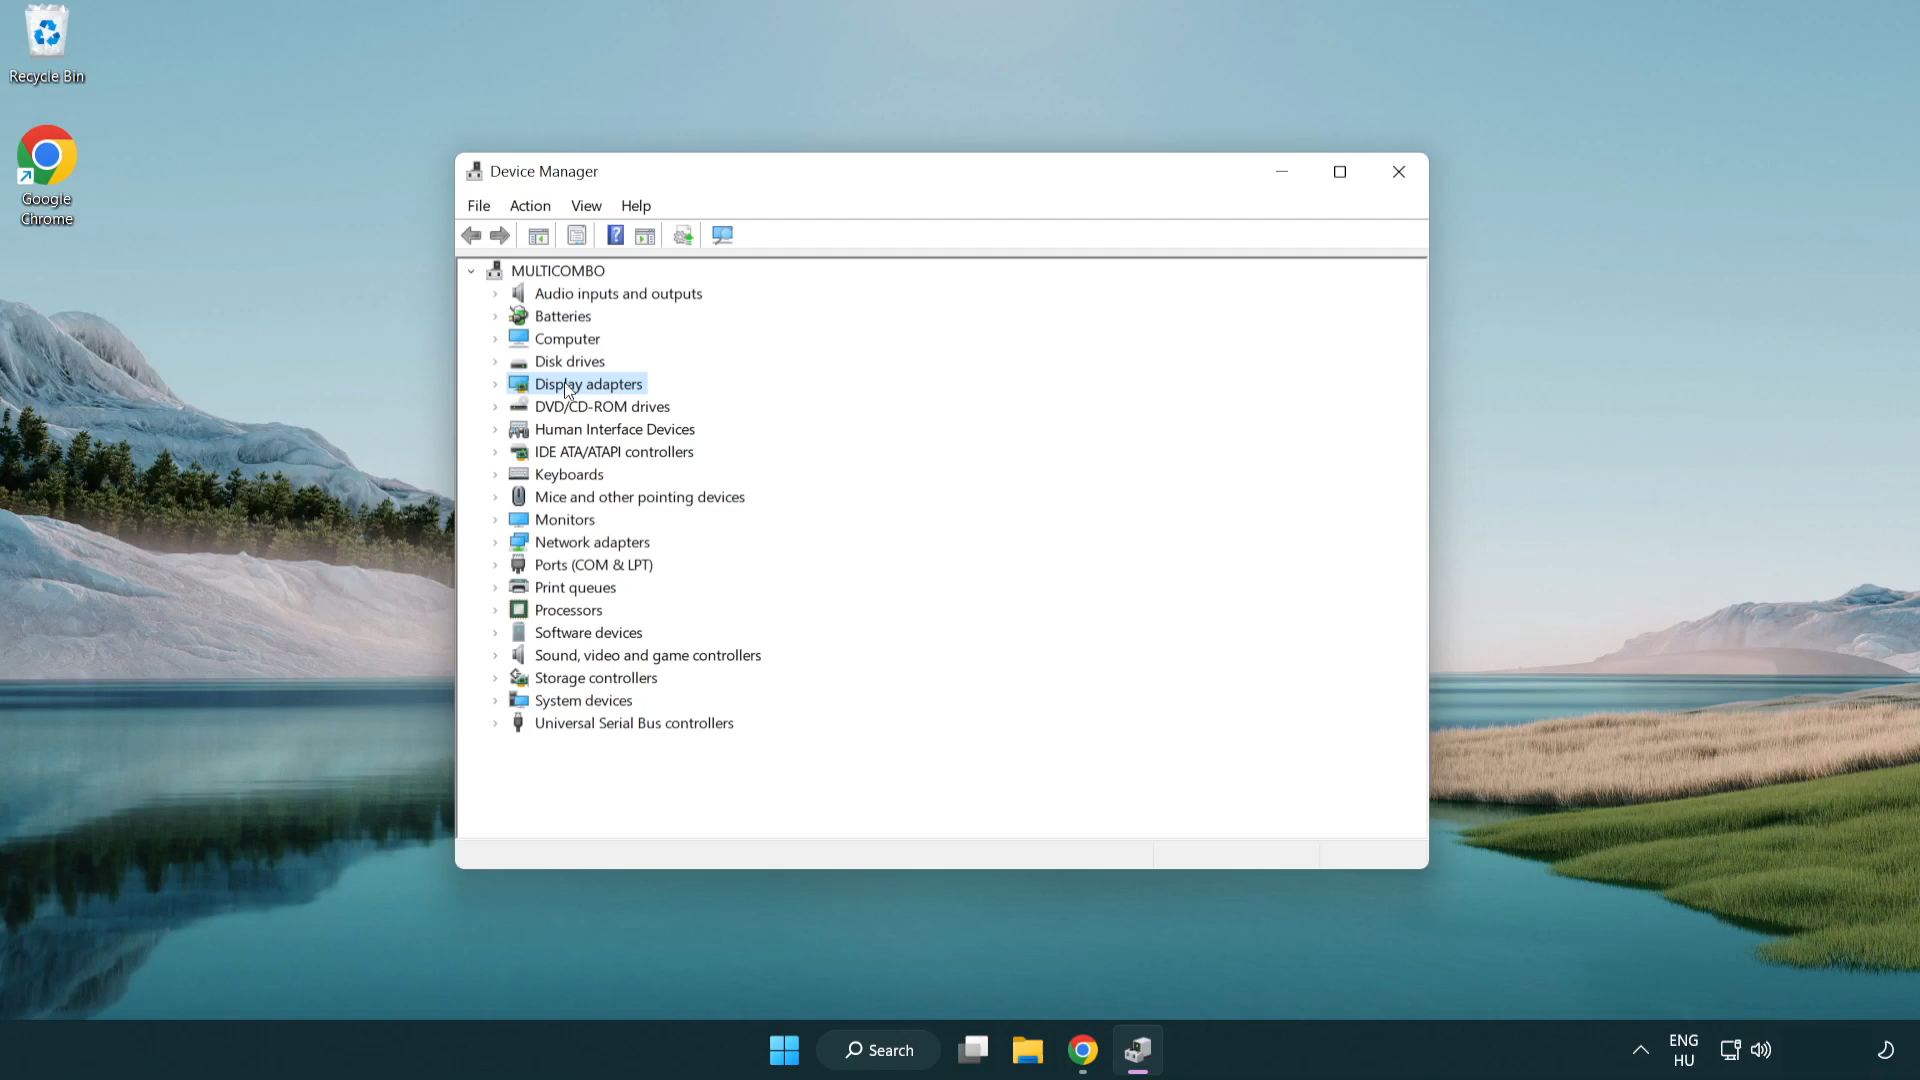 Recycle Bin
Google
Chrome
Device Manager
File Action View Help
MULTICOMBO
Audio inputs and outputs
Batteries
Computer
Disk drives
Display adapters
DVD/CD-ROM drives
Human Interface Devices
IDE ATA/ATAPI controllers
Keyboards
Mice and other pointing devices
Monitors
Network adapters
Ports (COM & LPT)
Print queues
Processors
Software devices
Sound, video and game controllers
Storage controllers
System devices
Universal Serial Bus controllers
Search
ENG
HU